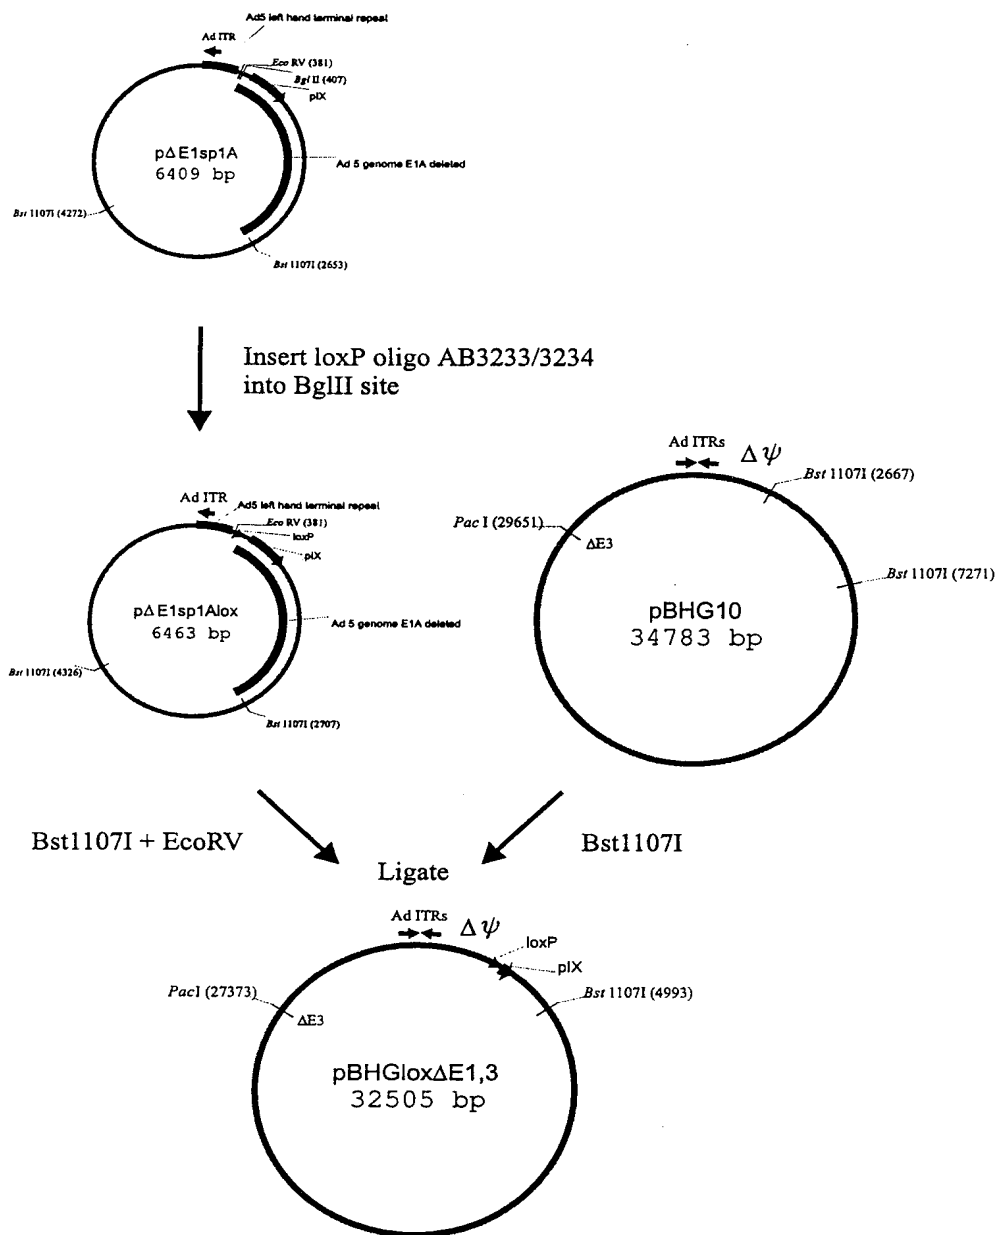 Ad5 left hand terminal repeat
Ad ITR
Eco RV (381)
Bgl II (407)
pIX
pΔE1sp1A
6409 bp
Ad 5 genome E1A deleted
Bst 1107I (4272)
Bst 1107I (2653)
Insert loxP oligo AB3233/3234
into BglII site
Ad ITRs
Δψ
Bst 1107I (2667)
Pac I (29651)
ΔE3
Bst 1107I (7271)
pBHG10
34783 bp
Ad ITR
Ad5 left hand terminal repeat
Eco RV (381)
loxP
pIX
pΔE1sp1Alox
6463 bp
Ad 5 genome E1A deleted
Bst 1107I (4326)
Bst 1107I (2707)
Bst1107I + EcoRV
Bst1107I
Ligate
Ad ITRs
Δψ
loxP
pIX
PacI (27373)
ΔE3
Bst 1107I (4993)
pBHGloxΔE1,3
32505 bp